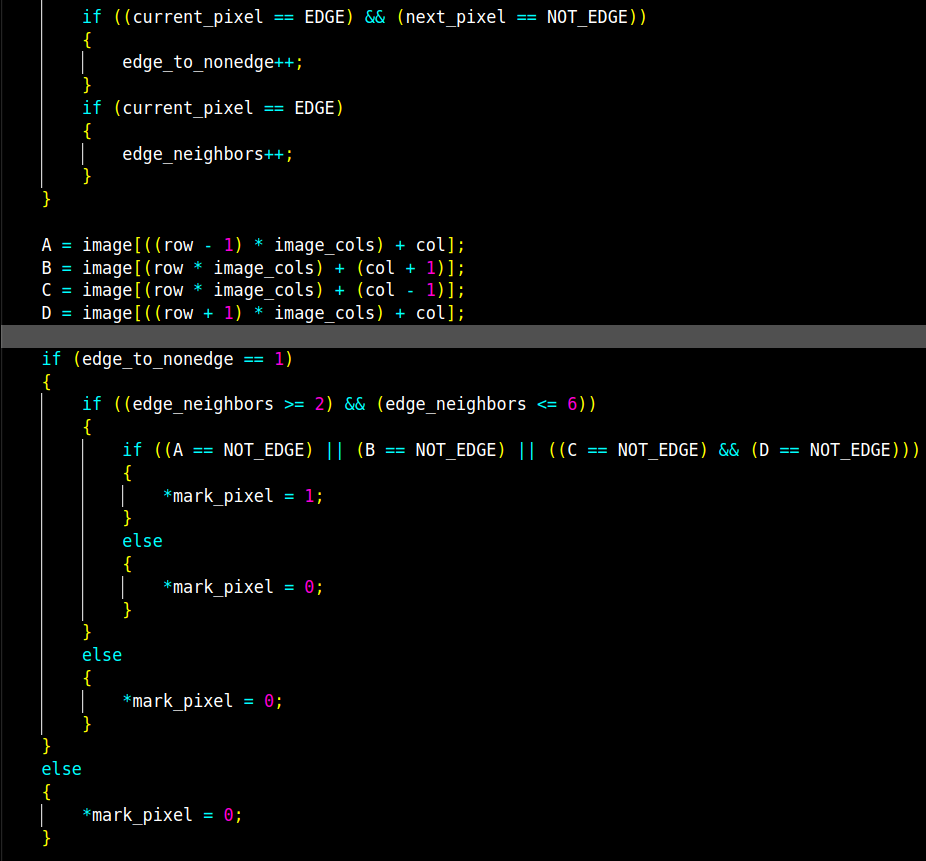 if ((current_pixel == EDGE) && (next_pixel == NOT_EDGE))
{
edge_to_nonedge++;
}
if (current_pixel == EDGE)
{
edge_neighbors++;
}
}
A = image[((row - 1) * image_cols) + col];
B = image[(row * image_cols) + (col + 1)];
C = image[(row * image_cols) + (col - 1)];
D = image[((row + 1) * image_cols) + col];
if (edge_to_nonedge == 1)
{
if ((edge_neighbors >= 2) && (edge_neighbors <= 6))
{
if ((A == NOT_EDGE) || (B == NOT_EDGE) || ((C == NOT_EDGE) && (D == NOT_EDGE)))
{
*mark_pixel = 1;
}
else
{
*mark_pixel = 0;
}
}
else
{
*mark_pixel = 0;
}
}
else
{
*mark_pixel = 0;
}